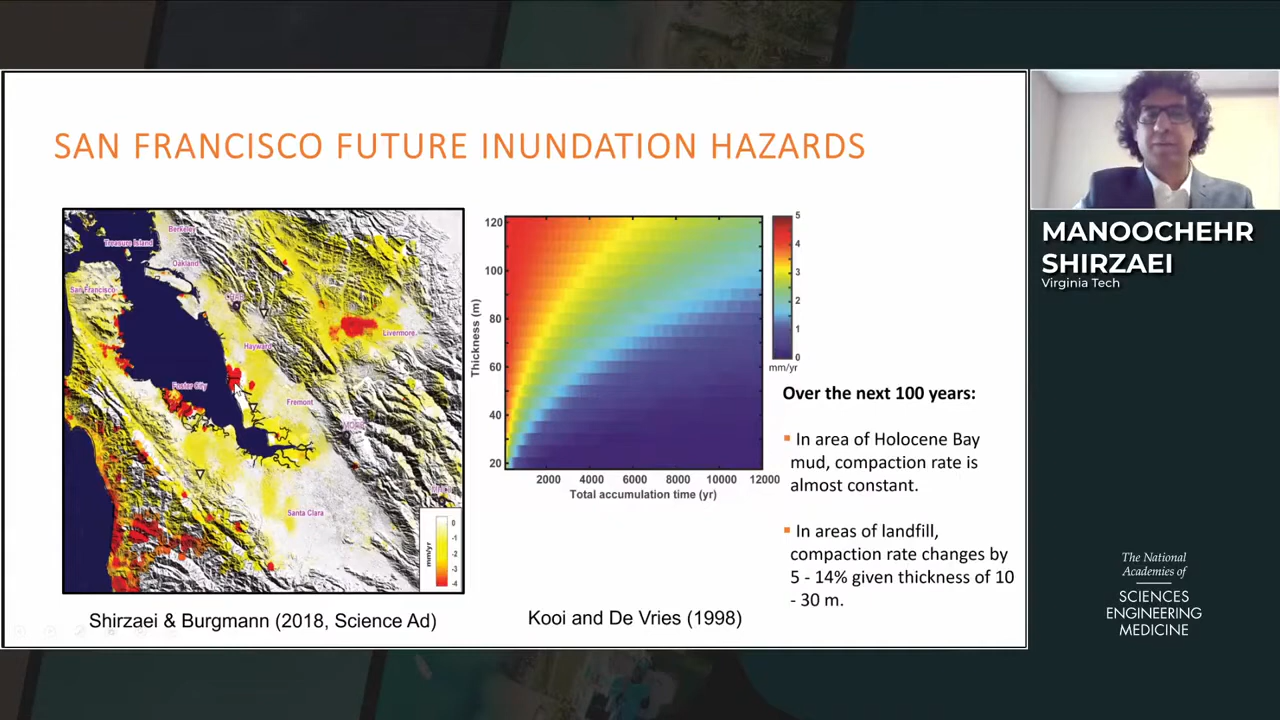 SAN FRANCISCO FUTURE INUNDATION HAZARDS
Berkeley
Treasure Island
Oakland
San Francisco
Livermore
Hayward
Foster City
Fremont
Santa Clara
mm/yr
0
-1
-2
-3
-4
Shirzaei & Burgmann (2018, Science Ad)
Thickness (m)
120
100
80
60
40
20
2000 4000 6000 8000 10000 12000
Total accumulation time (yr)
5
4
3
2
1
0
mm/yr
Kooi and De Vries (1998)
Over the next 100 years:
In area of Holocene Bay
mud, compaction rate is
almost constant.
In areas of landfill,
compaction rate changes by
5 - 14% given thickness of 10
- 30 m.
MANOOCHEHR
SHIRZAEI
Virginia Tech
The National
Academies of
SCIENCES
ENGINEERING
MEDICINE